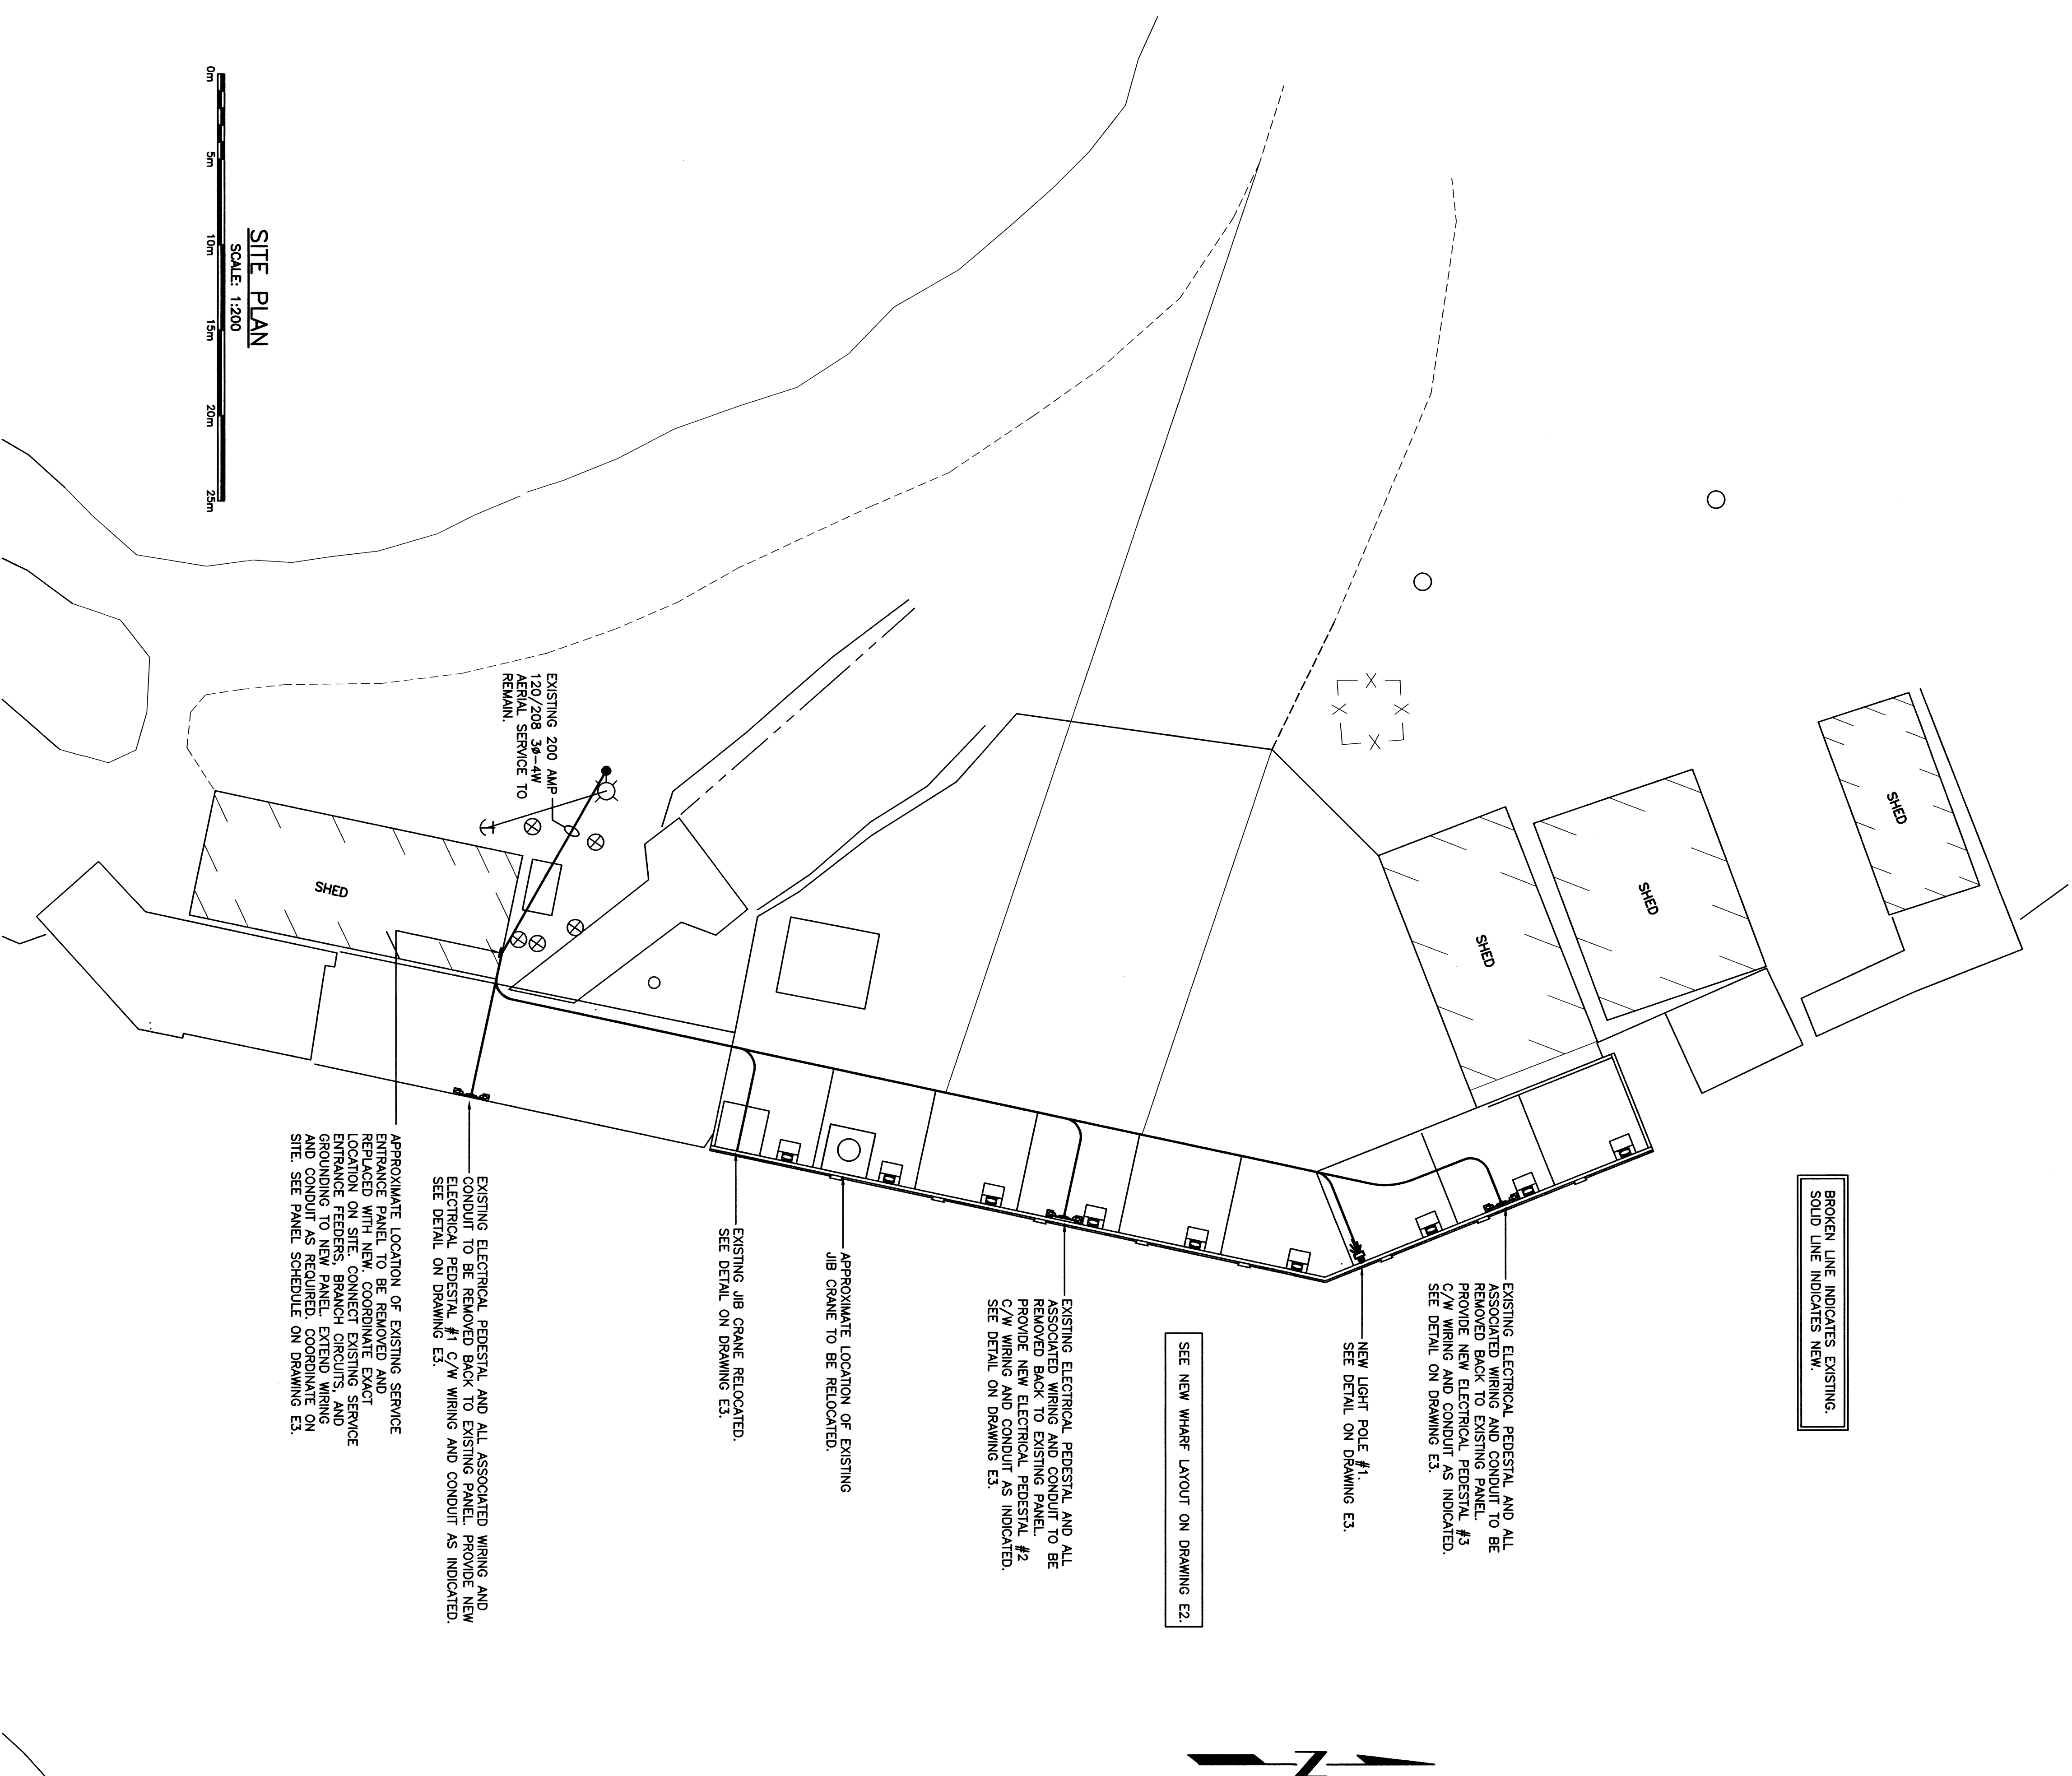 SITE PLAN
SCALE: 1:200
0m
5m
10m
15m
20m
25m
EXISTING 200 AMP
120/208 3ø-4W
AERIAL SERVICE TO
REMAIN.
SHED
SHED
SHED
SHED
BROKEN LINE INDICATES EXISTING.
SOLID LINE INDICATES NEW.
EXISTING ELECTRICAL PEDESTAL AND ALL
ASSOCIATED WIRING AND CONDUIT TO BE
REMOVED BACK TO EXISTING PANEL.
PROVIDE NEW ELECTRICAL PEDESTAL #3
C/W WIRING AND CONDUIT AS INDICATED.
SEE DETAIL ON DRAWING E3.
NEW LIGHT POLE #1.
SEE DETAIL ON DRAWING E3.
SEE NEW WHARF LAYOUT ON DRAWING E2.
EXISTING ELECTRICAL PEDESTAL AND ALL
ASSOCIATED WIRING AND CONDUIT TO BE
REMOVED BACK TO EXISTING PANEL.
PROVIDE NEW ELECTRICAL PEDESTAL #2
C/W WIRING AND CONDUIT AS INDICATED.
SEE DETAIL ON DRAWING E3.
APPROXIMATE LOCATION OF EXISTING
JIB CRANE TO BE RELOCATED.
EXISTING JIB CRANE RELOCATED.
SEE DETAIL ON DRAWING E3.
EXISTING ELECTRICAL PEDESTAL AND ALL ASSOCIATED WIRING AND
CONDUIT TO BE REMOVED BACK TO EXISTING PANEL. PROVIDE NEW
ELECTRICAL PEDESTAL #1 C/W WIRING AND CONDUIT AS INDICATED.
SEE DETAIL ON DRAWING E3.
APPROXIMATE LOCATION OF EXISTING SERVICE
ENTRANCE PANEL TO BE REMOVED AND
REPLACED WITH NEW. COORDINATE EXACT
LOCATION ON SITE. CONNECT EXISTING SERVICE
ENTRANCE FEEDERS, BRANCH CIRCUITS, AND
GROUNDING TO NEW PANEL. EXTEND WIRING
AND CONDUIT AS REQUIRED. COORDINATE ON
SITE. SEE PANEL SCHEDULE ON DRAWING E3.
N